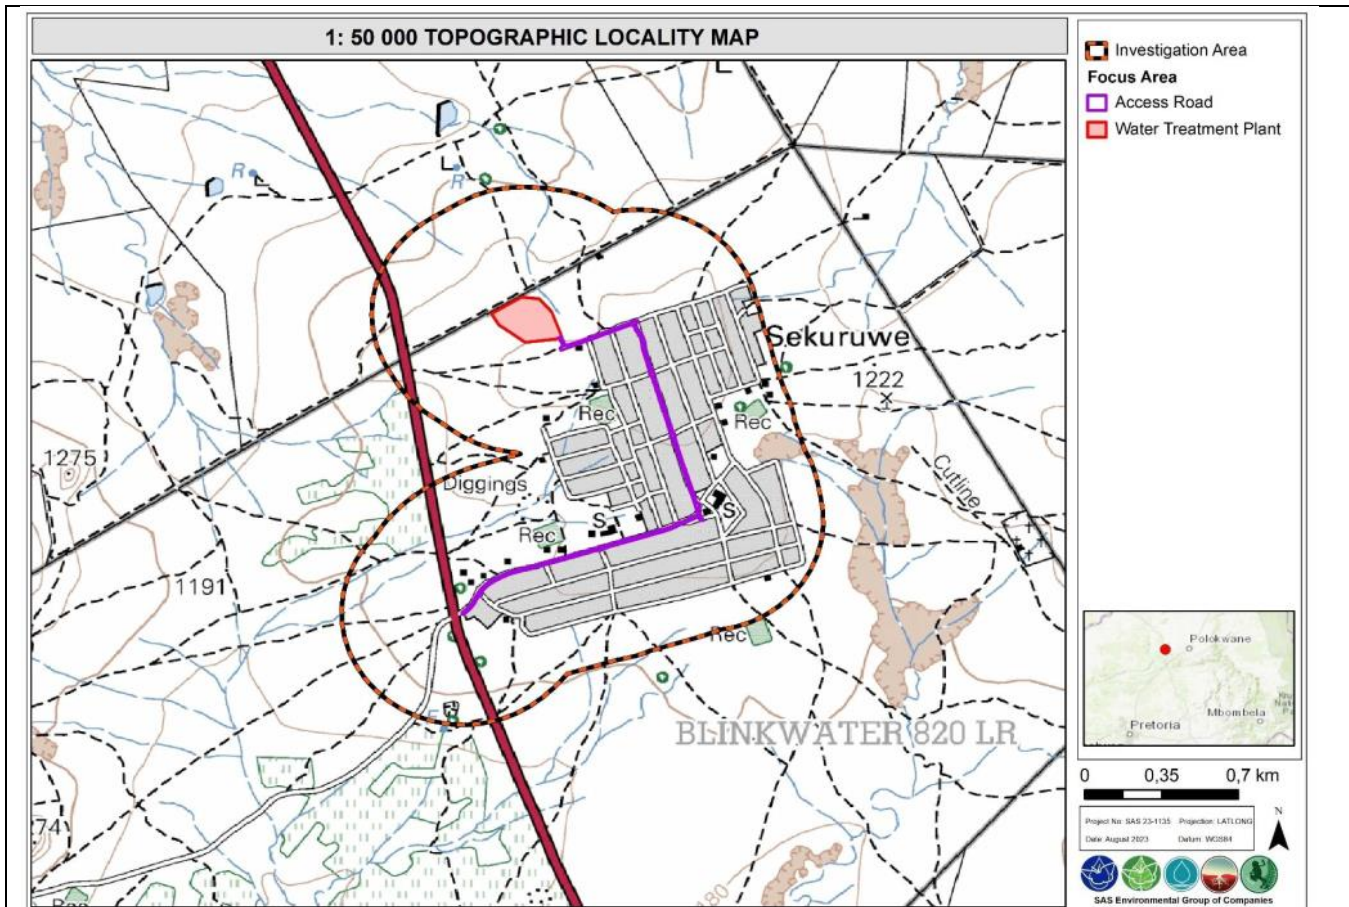 1: 50 000 TOPOGRAPHIC LOCALITY MAP
Investigation Area
Focus Area
Access Road
Water Treatment Plant
R
R
Sekuruwe
1222
Rec
Rec
1275
Diggings
Cutline
S
S
Rec
1191
Rec
BLINKWATER 820 LR
74
180
Polokwane
Mbombela
Pretoria
0 0,35 0,7 km
Project No: SAS 23-1135 Projection: LATLONG
Date: August 2023 Datum: WGS84
N
SAS Environmental Group of Companies